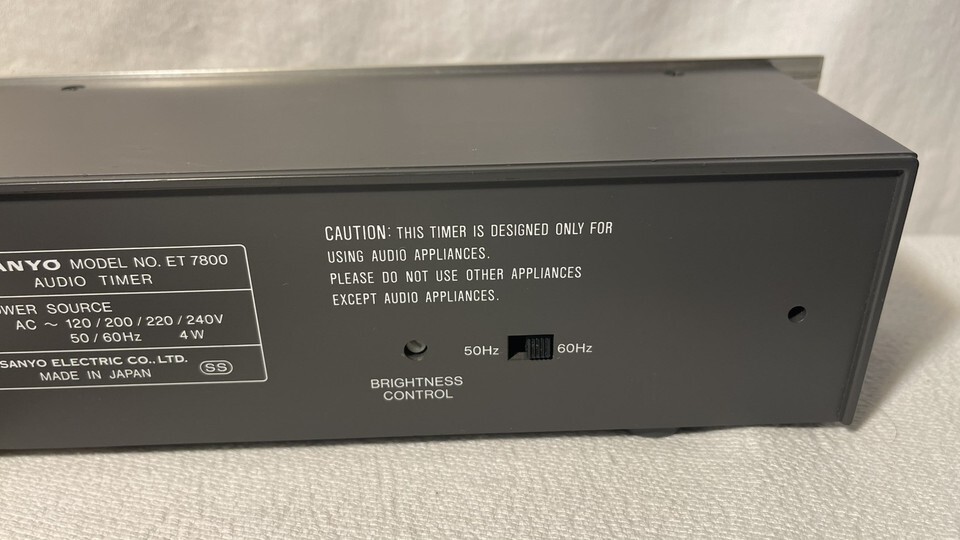 ANYO MODEL NO. ET 7800
AUDIO TIMER
OWER SOURCE
AC ～ 120 / 200 / 220 / 240V
50 / 60Hz 4W
SANYO ELECTRIC CO.,LTD.
MADE IN JAPAN SS
CAUTION: THIS TIMER IS DESIGNED ONLY FOR
USING AUDIO APPLIANCES.
PLEASE DO NOT USE OTHER APPLIANCES
EXCEPT AUDIO APPLIANCES.
50Hz 60Hz
BRIGHTNESS
CONTROL